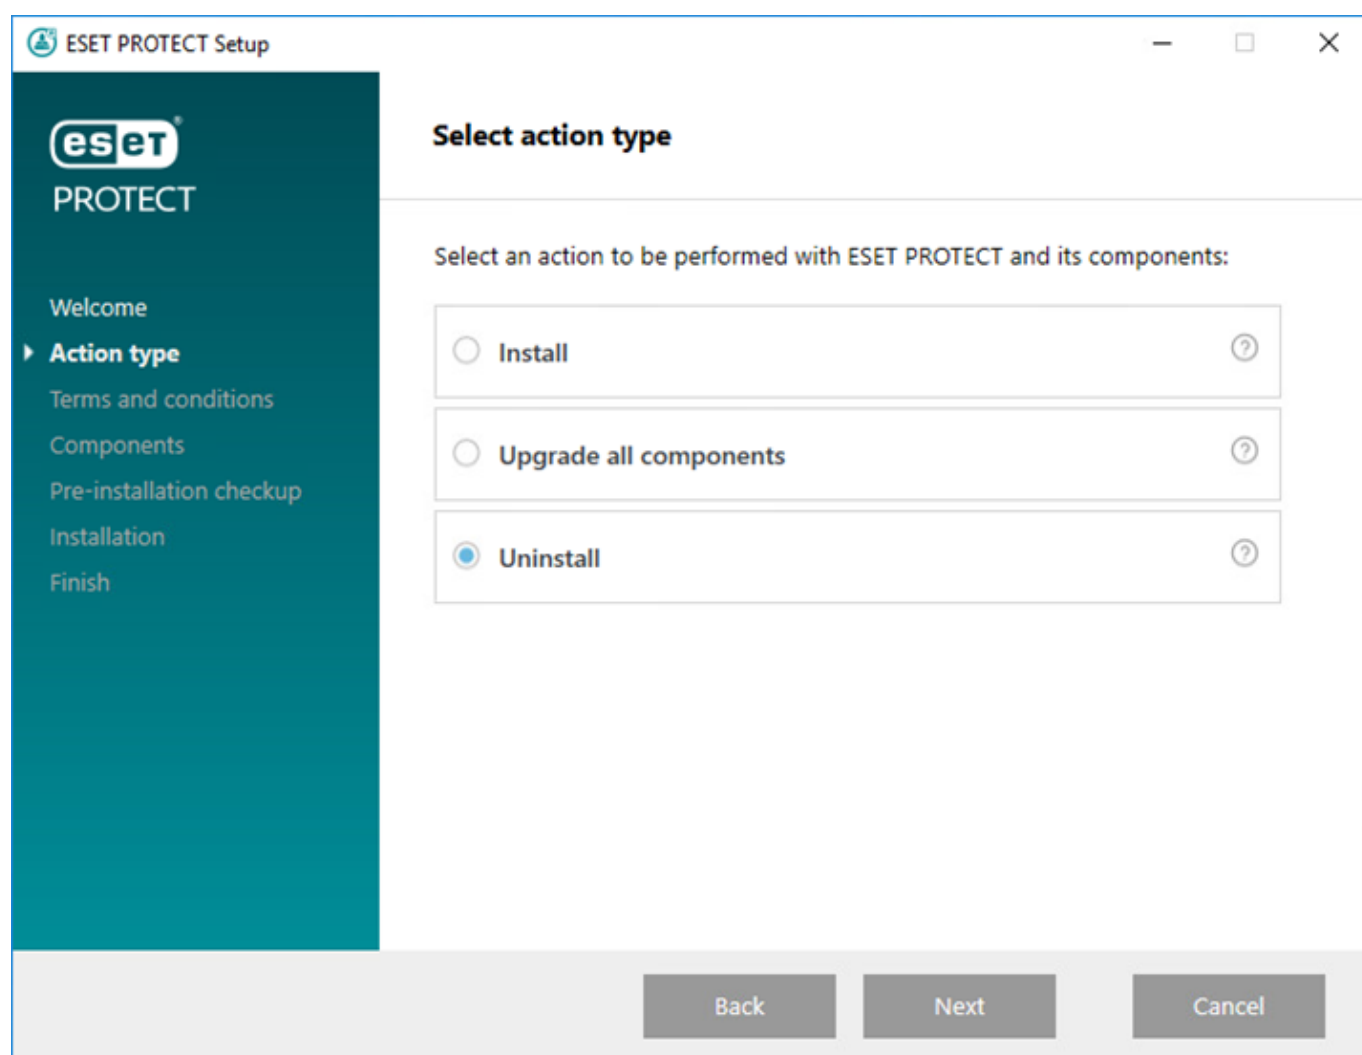 ESET PROTECT Setup
eseT®
PROTECT
Welcome
Action type
Terms and conditions
Components
Pre-installation checkup
Installation
Finish
Select action type
Select an action to be performed with ESET PROTECT and its components:
Install ?
Upgrade all components ?
Uninstall ?
Back Next Cancel